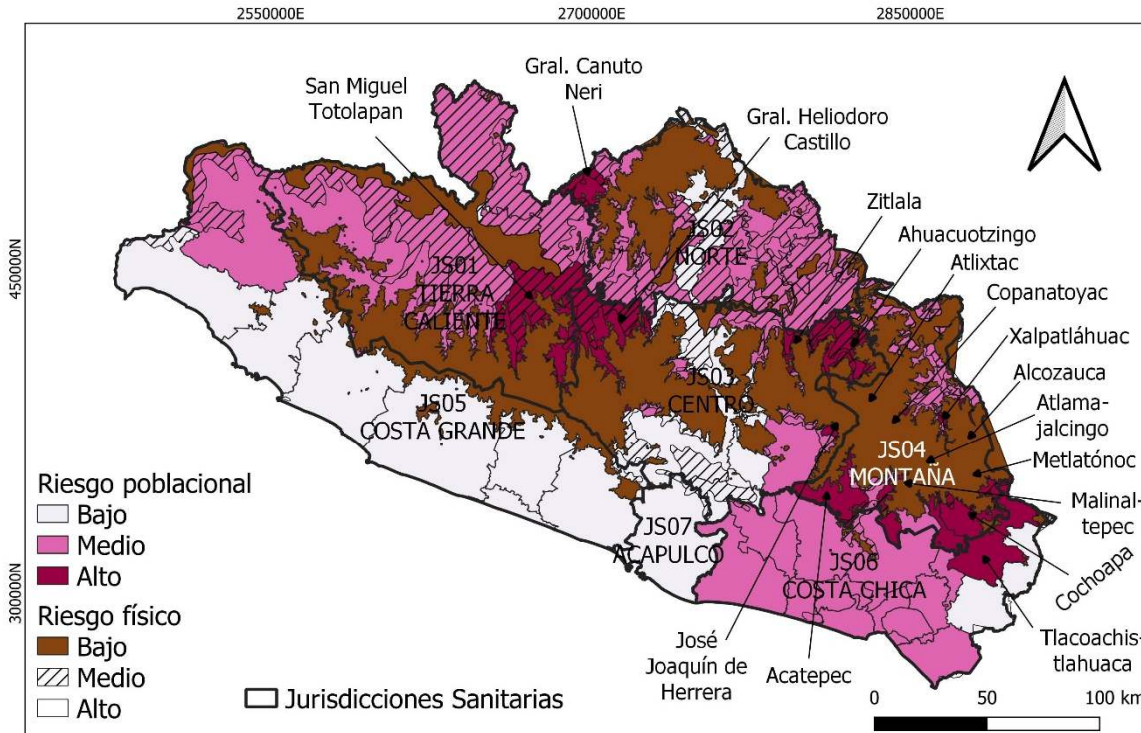 2550000E
2700000E
2850000E
450000N
300000N
San Miguel
Totolapan
Gral. Canuto
Neri
Gral. Heliodoro
Castillo
Zitlala
Ahuacuotzingo
Atlixtac
Copanatoyac
Xalpatláhuac
Alcozauca
Atlama-
jalcingo
Metlatónoc
Malinal-
tepec
Cochoapa
Tlacoachis-
tlahuaca
Acatepec
José
Joaquín de
Herrera
JS01
TIERRA
CALIENTE
JS02
NORTE
JS03
CENTRO
JS04
MONTAÑA
JS05
COSTA GRANDE
JS06
COSTA CHICA
JS07
ACAPULCO
Riesgo poblacional
Bajo
Medio
Alto
Riesgo físico
Bajo
Medio
Alto
Jurisdicciones Sanitarias
0 50 100 km